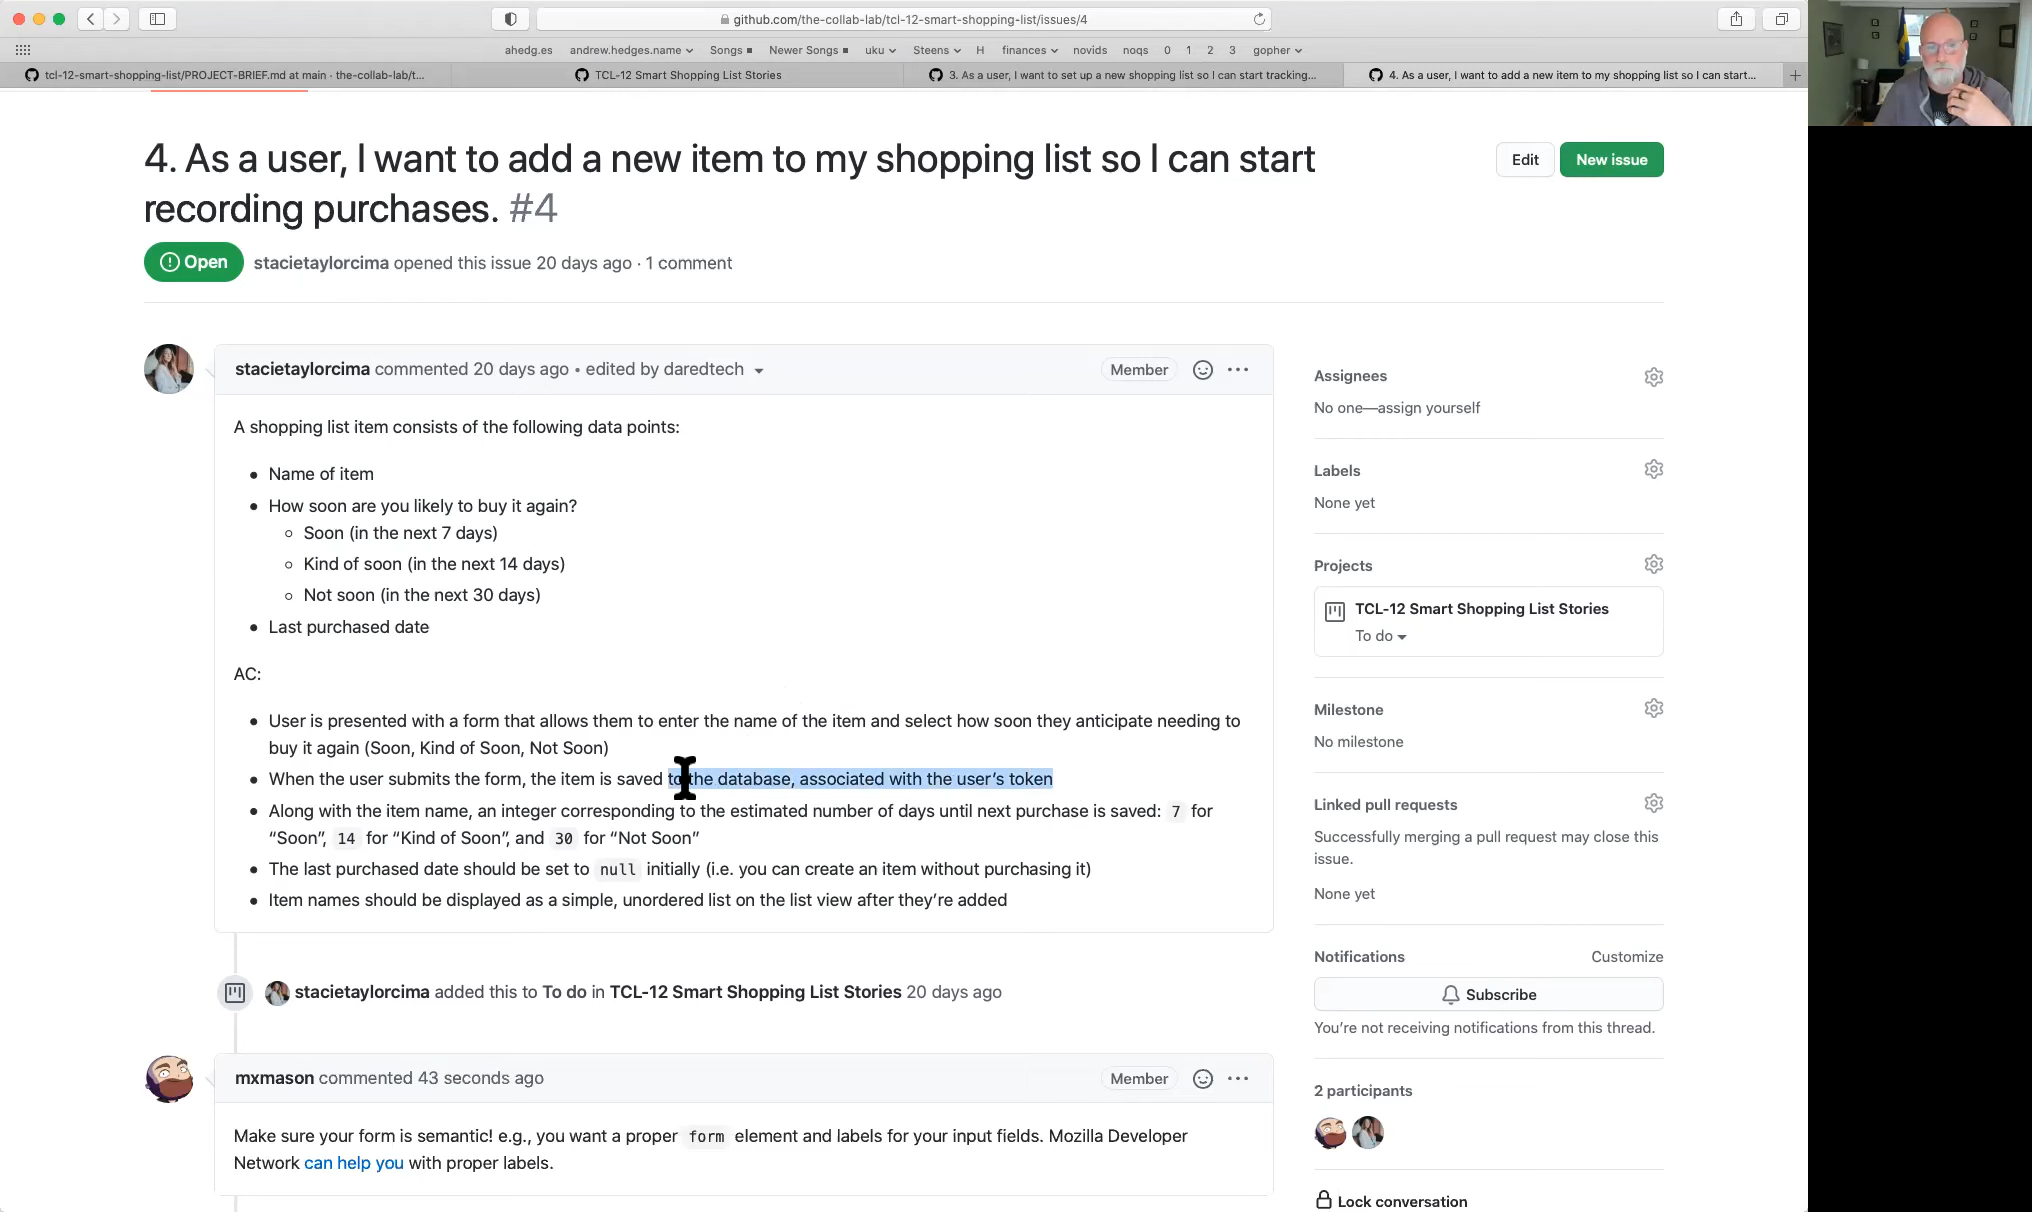 github.com/the-collab-lab/tcl-12-smart-shopping-list/issues/4
ahedg.es andrew.hedges.name Songs Newer Songs uku Steens H finances novids noqs 0 1 2 3 gopher
tcl-12-smart-shopping-list/PROJECT-BRIEF.md at main · the-collab-lab/t...
TCL-12 Smart Shopping List Stories
3. As a user, I want to set up a new shopping list so I can start tracking...
4. As a user, I want to add a new item to my shopping list so I can start...
4. As a user, I want to add a new item to my shopping list so I can start
recording purchases. #4
Edit
New issue
Open
stacietaylorcima opened this issue 20 days ago · 1 comment
stacietaylorcima commented 20 days ago • edited by daredtech
Member
A shopping list item consists of the following data points:
• Name of item
• How soon are you likely to buy it again?
◦ Soon (in the next 7 days)
◦ Kind of soon (in the next 14 days)
◦ Not soon (in the next 30 days)
• Last purchased date
AC:
• User is presented with a form that allows them to enter the name of the item and select how soon they anticipate needing to
buy it again (Soon, Kind of Soon, Not Soon)
• When the user submits the form, the item is saved to the database, associated with the user’s token
• Along with the item name, an integer corresponding to the estimated number of days until next purchase is saved: 7 for
“Soon”, 14 for “Kind of Soon”, and 30 for “Not Soon”
• The last purchased date should be set to null initially (i.e. you can create an item without purchasing it)
• Item names should be displayed as a simple, unordered list on the list view after they’re added
stacietaylorcima added this to To do in TCL-12 Smart Shopping List Stories 20 days ago
mxmason commented 43 seconds ago
Member
Make sure your form is semantic! e.g., you want a proper form element and labels for your input fields. Mozilla Developer
Network can help you with proper labels.
Assignees
No one—assign yourself
Labels
None yet
Projects
TCL-12 Smart Shopping List Stories
To do
Milestone
No milestone
Linked pull requests
Successfully merging a pull request may close this
issue.
None yet
Notifications
Customize
Subscribe
You’re not receiving notifications from this thread.
2 participants
Lock conversation